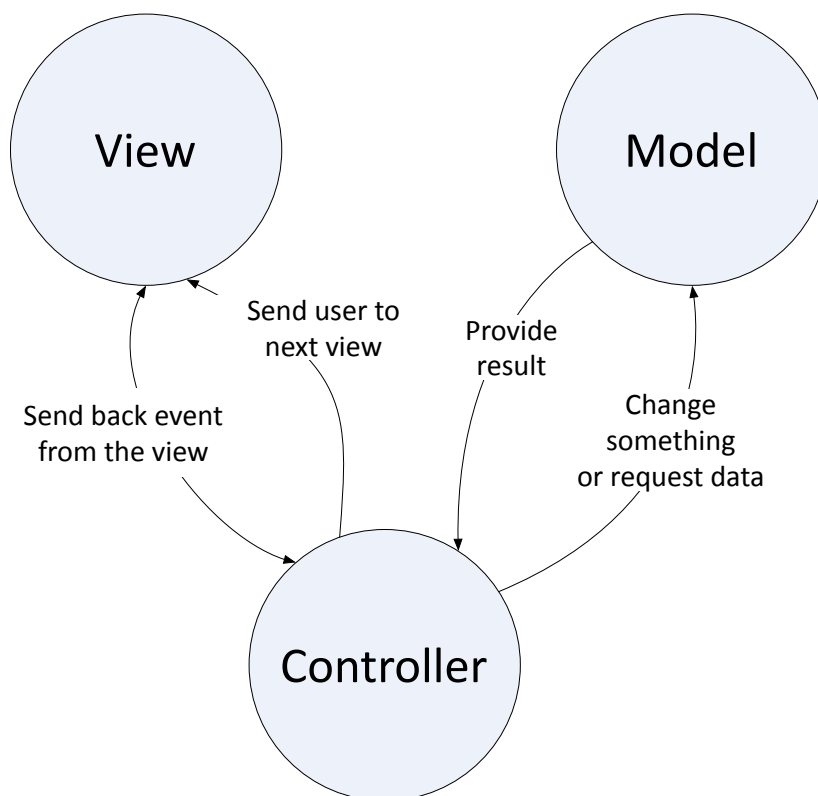 View
Model
Send user to
next view
Provide
result
Send back event
from the view
Change
something
or request data
Controller